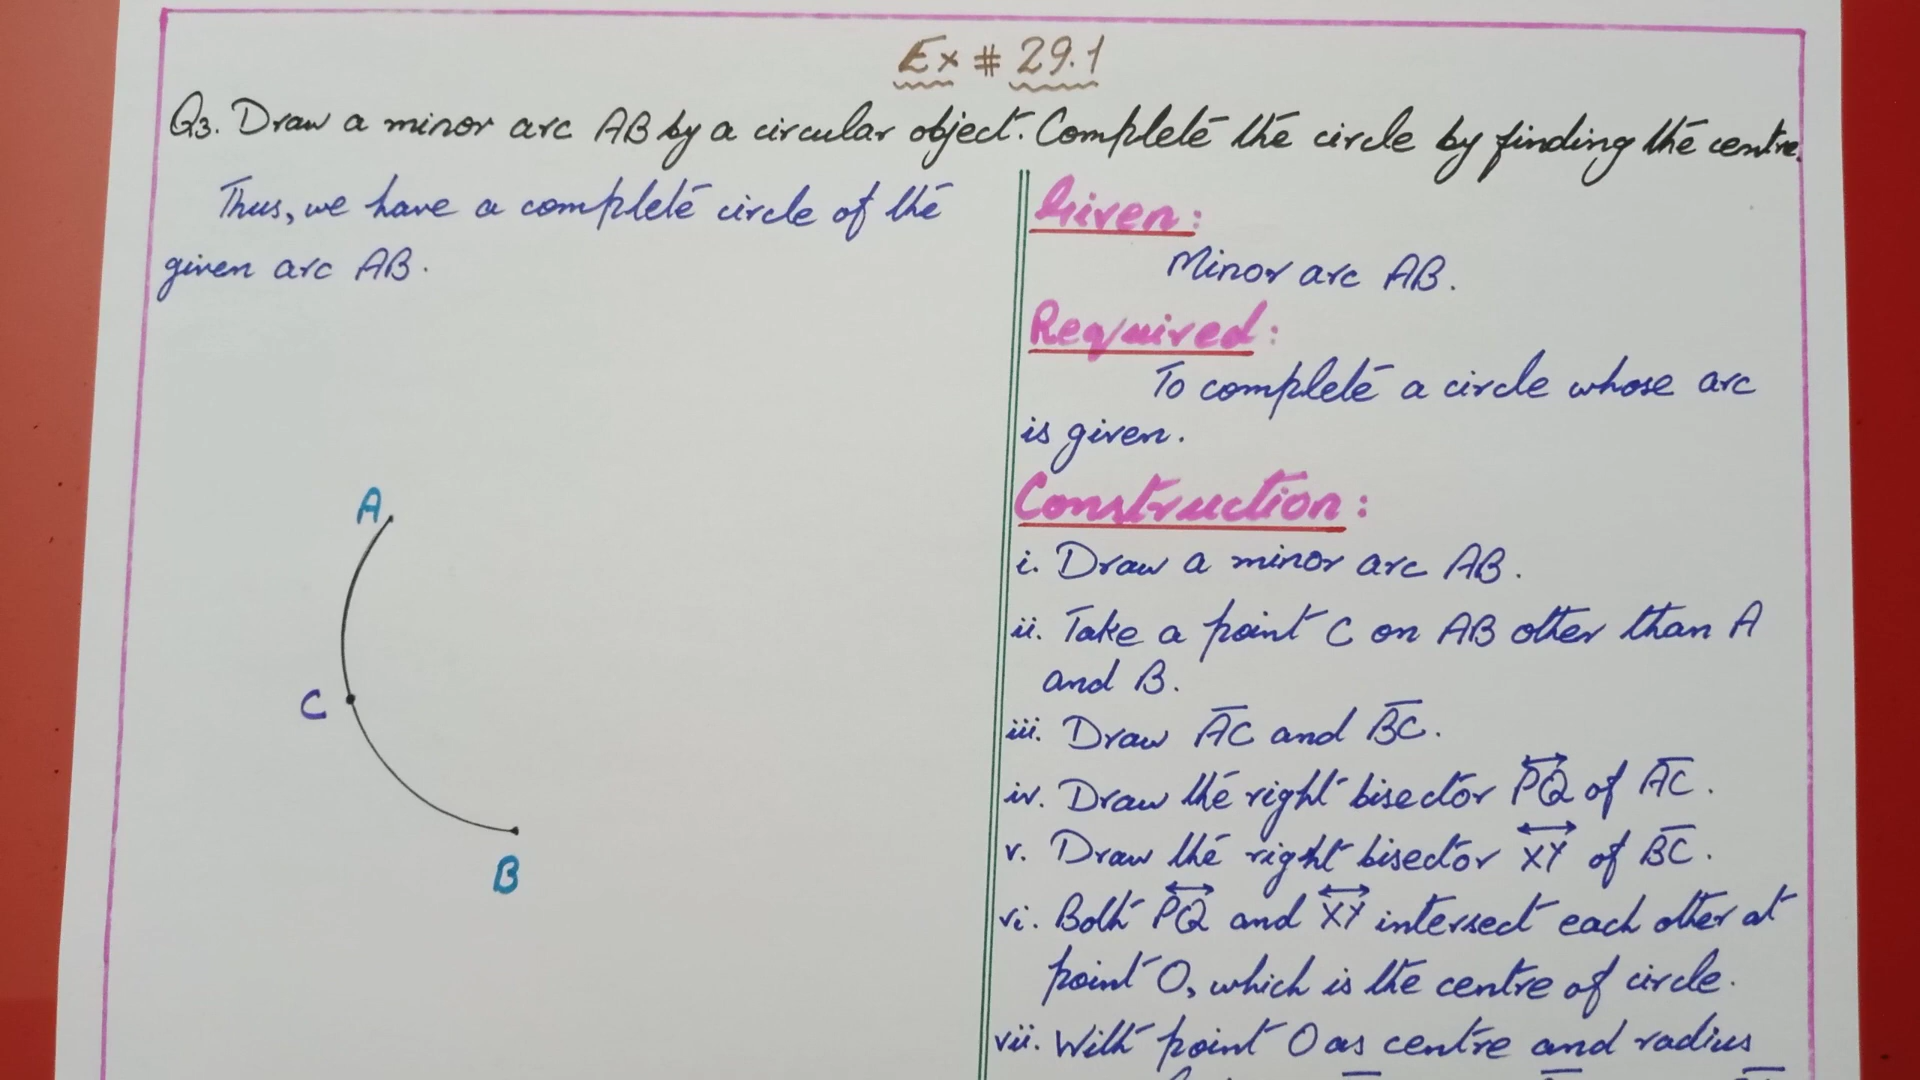 Ex # 29.1
Q3. Draw a minor arc AB by a circular object. Complete the circle by finding the centre.
Thus, we have a complete circle of the
given arc AB.
A
C
B
Given:
Minor arc AB.
Required:
To complete a circle whose arc
is given.
Construction:
i. Draw a minor arc AB.
ii. Take a point C on AB other than A
and B.
iii. Draw A̅C̅ and B̅C̅.
iv. Draw the right bisector PQ of A̅C̅.
v. Draw the right bisector XY of B̅C̅.
vi. Both PQ and XY intersect each other at
point O, which is the centre of circle.
vii. With point O as centre and radius